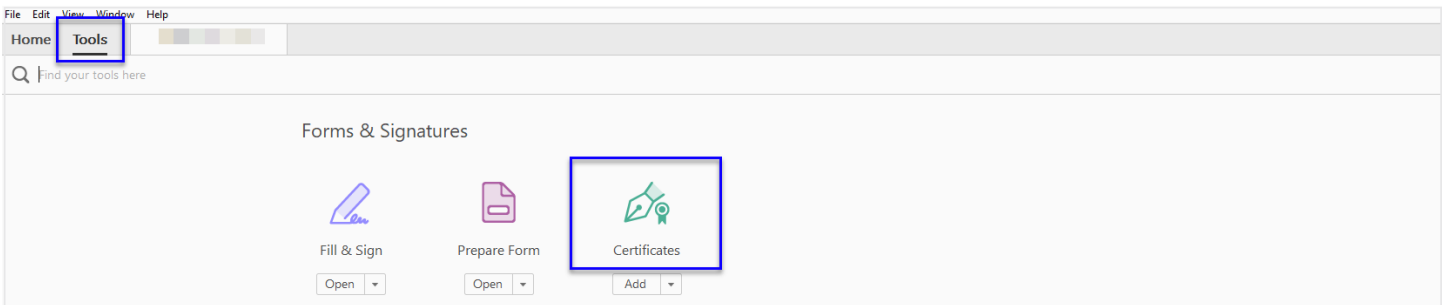 File Edit View Window Help
Home Tools
Find your tools here
Forms & Signatures
Fill & Sign Prepare Form Certificates
Open Open Add